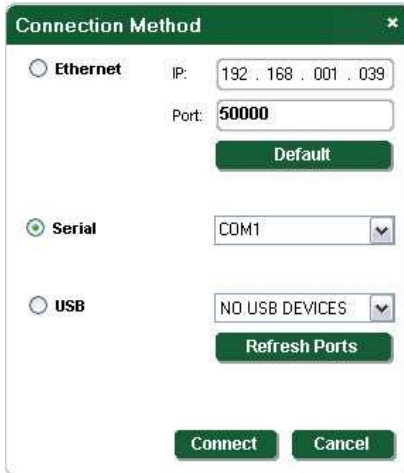 Connection Method ×
Ethernet IP: 192 . 168 . 001 . 039
Port: 50000
Default
Serial COM1
USB NO USB DEVICES
Refresh Ports
Connect Cancel